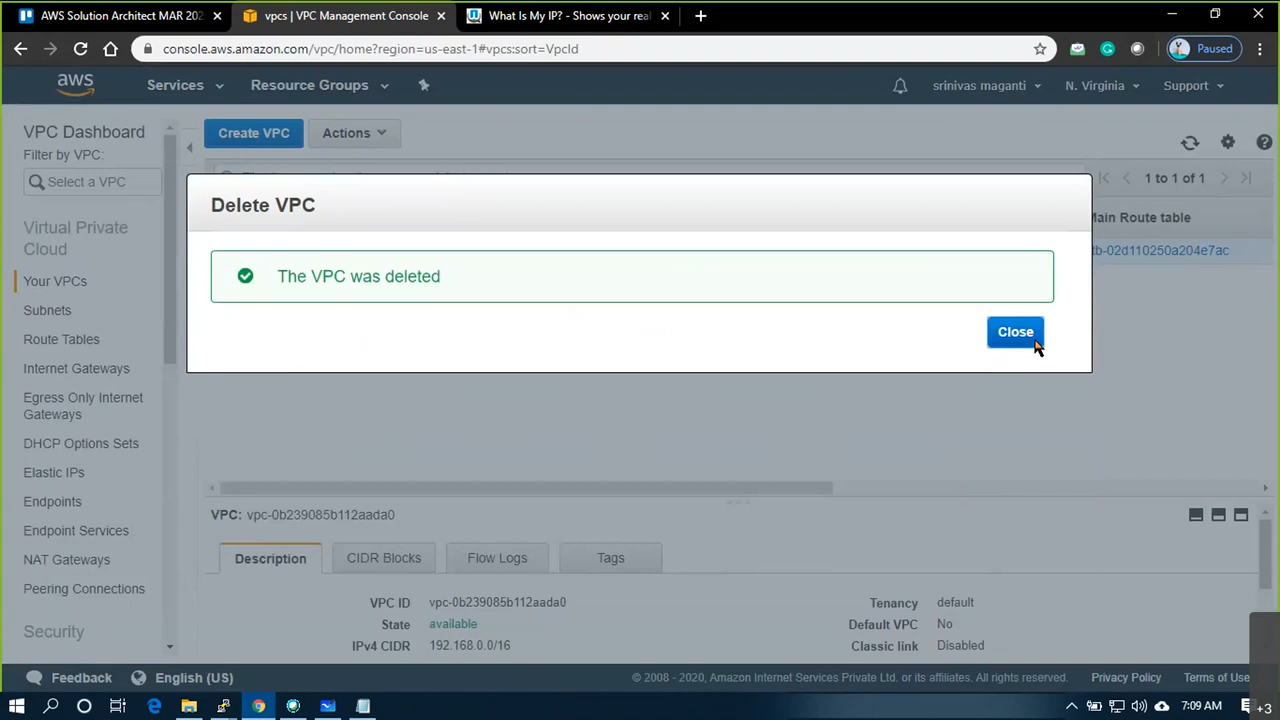 AWS Solution Architect MAR 202
vpcs | VPC Management Console
What Is My IP? - Shows your real
console.aws.amazon.com/vpc/home?region=us-east-1#vpcs:sort=VpcId
Paused
aws
Services
Resource Groups
srinivas maganti
N. Virginia
Support
VPC Dashboard
Filter by VPC:
Select a VPC
Virtual Private
Cloud
Your VPCs
Subnets
Route Tables
Internet Gateways
Egress Only Internet
Gateways
DHCP Options Sets
Elastic IPs
Endpoints
Endpoint Services
NAT Gateways
Peering Connections
Security
Create VPC
Actions
1 to 1 of 1
Main Route table
tb-02d110250a204e7ac
Delete VPC
The VPC was deleted
Close
VPC: vpc-0b239085b112aada0
Description
CIDR Blocks
Flow Logs
Tags
VPC ID vpc-0b239085b112aada0
State available
IPv4 CIDR 192.168.0.0/16
Tenancy default
Default VPC No
Classic link Disabled
Feedback
English (US)
© 2008 - 2020, Amazon Internet Services Private Ltd. or its affiliates. All rights reserved.
Privacy Policy
Terms of Use
7:09 AM
+3